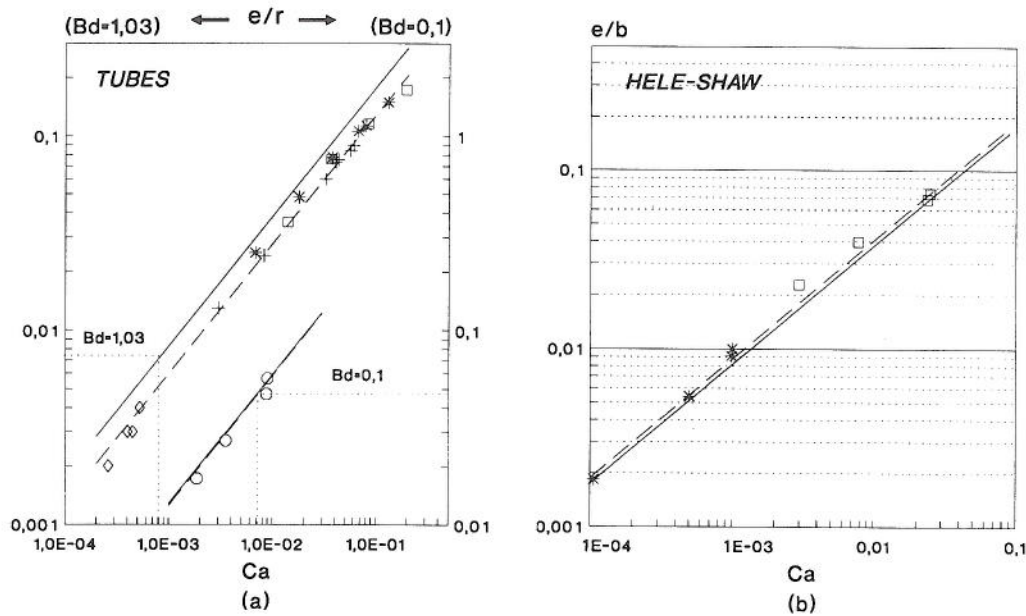 (Bd=1,03) e/r (Bd=0,1)
TUBES
0,1
0,01
0,001
1
0,1
0,01
Bd=1,03
Bd=0,1
1,0E-04 1,0E-03 1,0E-02 1,0E-01
Ca
(a)
e/b
HELE-SHAW
0,1
0,01
0,001
1E-04 1E-03 0,01 0,1
Ca
(b)